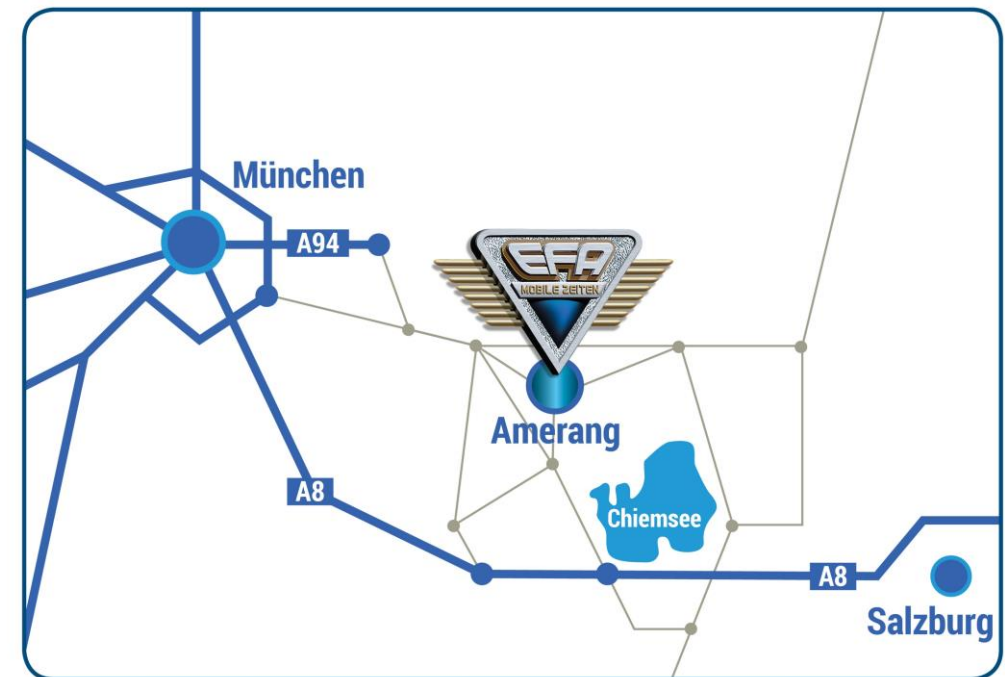 München
A94
EFA
MOBILE ZEITEN
Amerang
A8
Chiemsee
A8
Salzburg